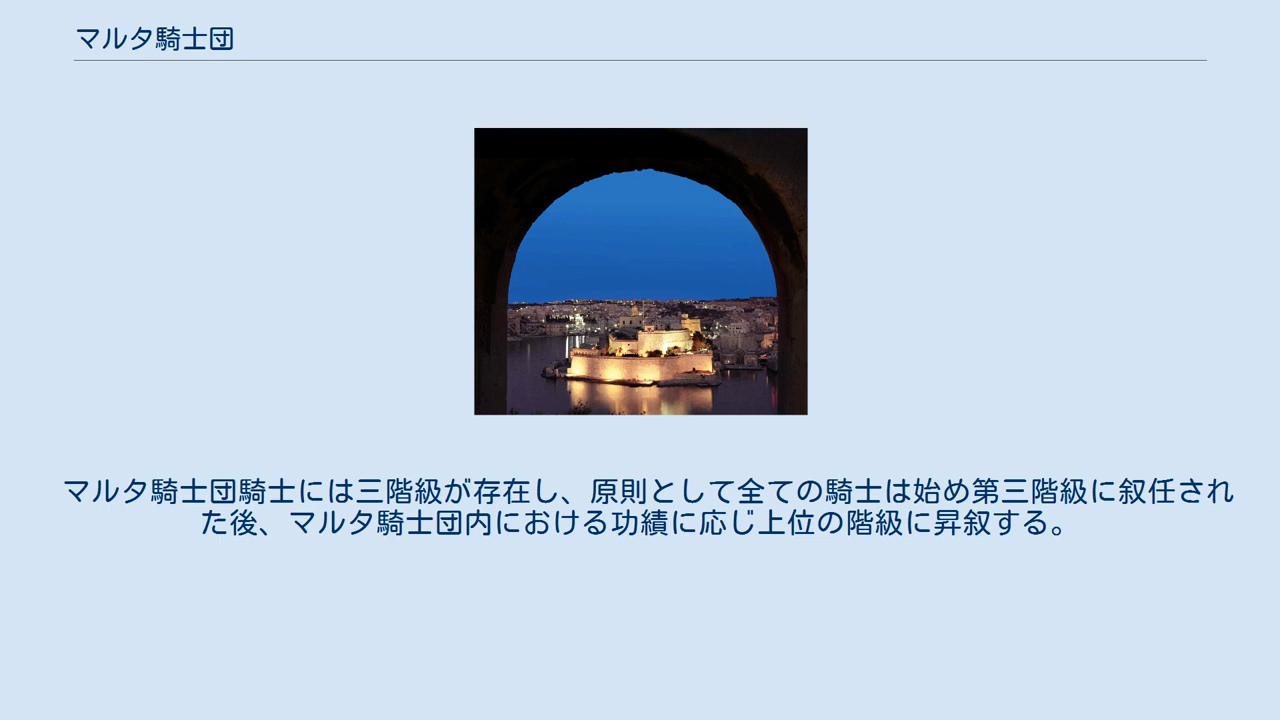 マルタ騎士団
マルタ騎士団騎士には三階級が存在し、原則として全ての騎士は始め第三階級に叙任され
た後、マルタ騎士団内における功績に応じ上位の階級に昇叙する。